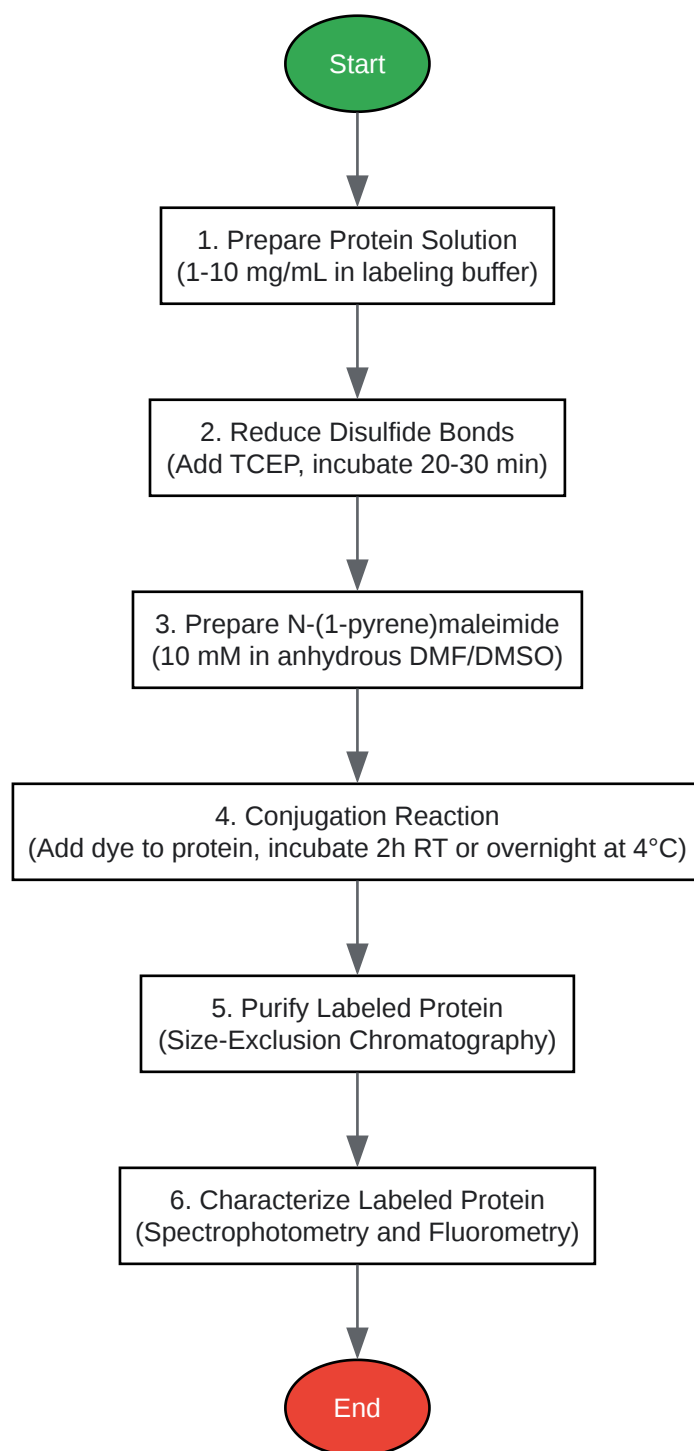 Start
1. Prepare Protein Solution
(1-10 mg/mL in labeling buffer)
2. Reduce Disulfide Bonds
(Add TCEP, incubate 20-30 min)
3. Prepare N-(1-pyrene)maleimide
(10 mM in anhydrous DMF/DMSO)
4. Conjugation Reaction
(Add dye to protein, incubate 2h RT or overnight at 4°C)
5. Purify Labeled Protein
(Size-Exclusion Chromatography)
6. Characterize Labeled Protein
(Spectrophotometry and Fluorometry)
End